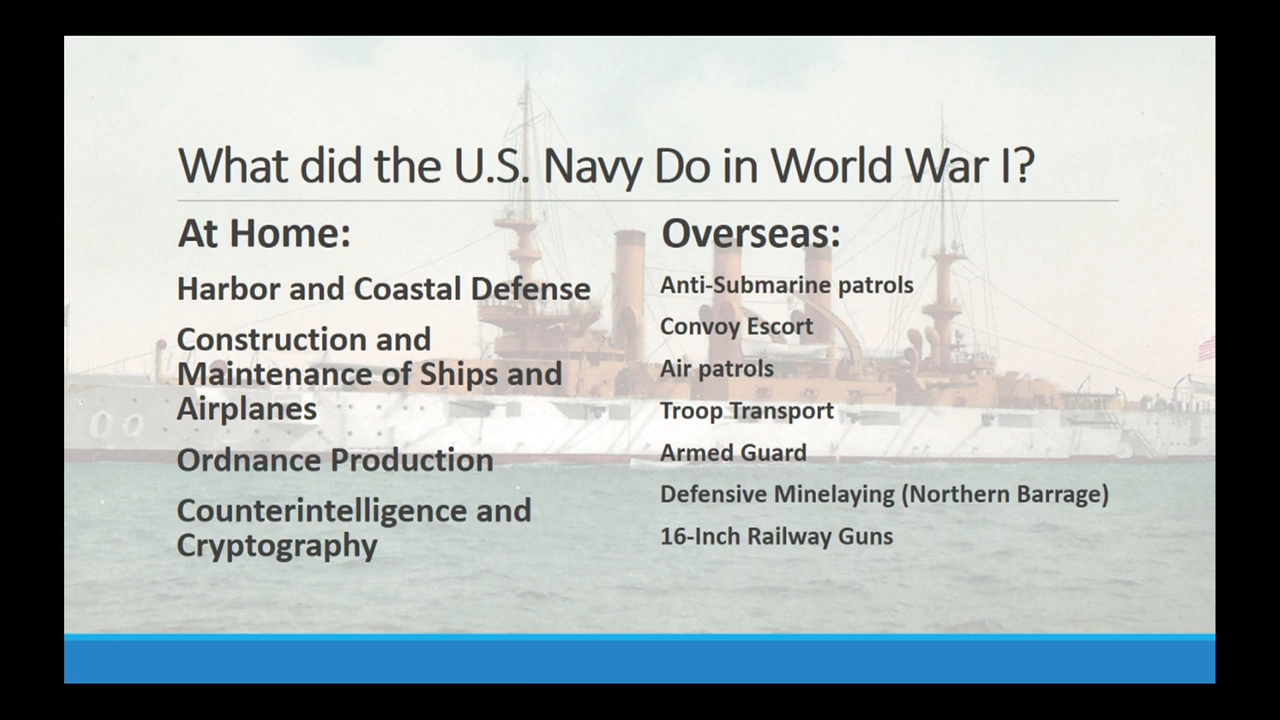 What did the U.S. Navy Do in World War I?
At Home:
Harbor and Coastal Defense
Construction and
Maintenance of Ships and
Airplanes
Ordnance Production
Counterintelligence and
Cryptography
Overseas:
Anti-Submarine patrols
Convoy Escort
Air patrols
Troop Transport
Armed Guard
Defensive Minelaying (Northern Barrage)
16-Inch Railway Guns